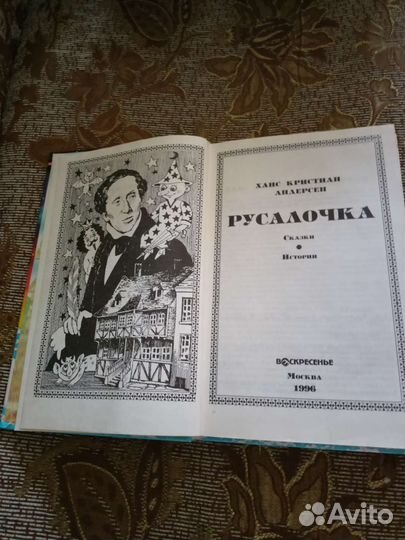 ХАНС КРИСТИАН
АНДЕРСЕН
РУСАЛОЧКА
Сказки
Истории
ВОСКРЕСЕНЬЕ
Москва
1996
Avito